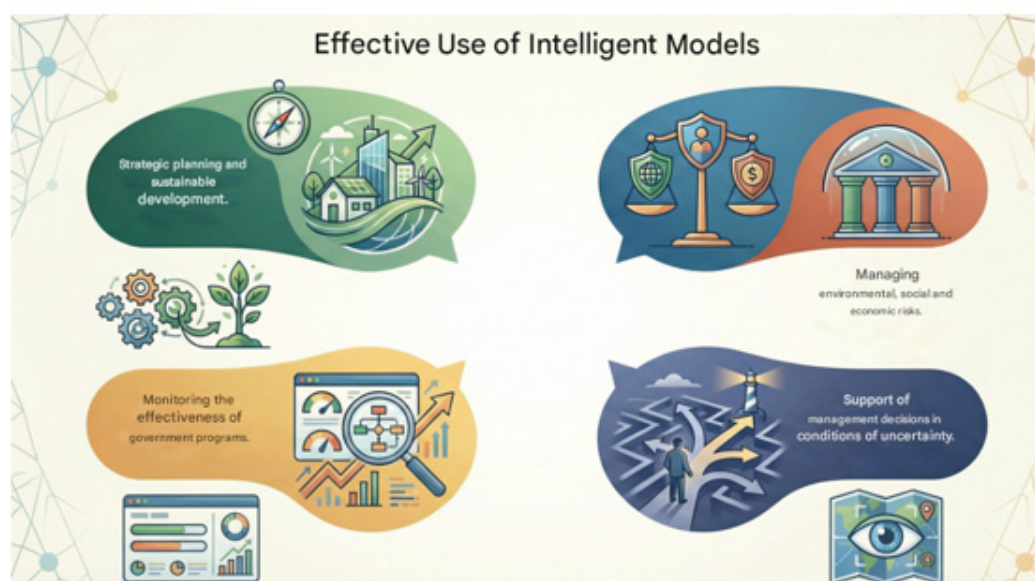 Effective Use of Intelligent Models
Strategic planning and
sustainable
development.
Managing
environmental, social and
economic risks.
$
Monitoring the
effectiveness of
government programs.
Support of
management decisions in
conditions of uncertainty.